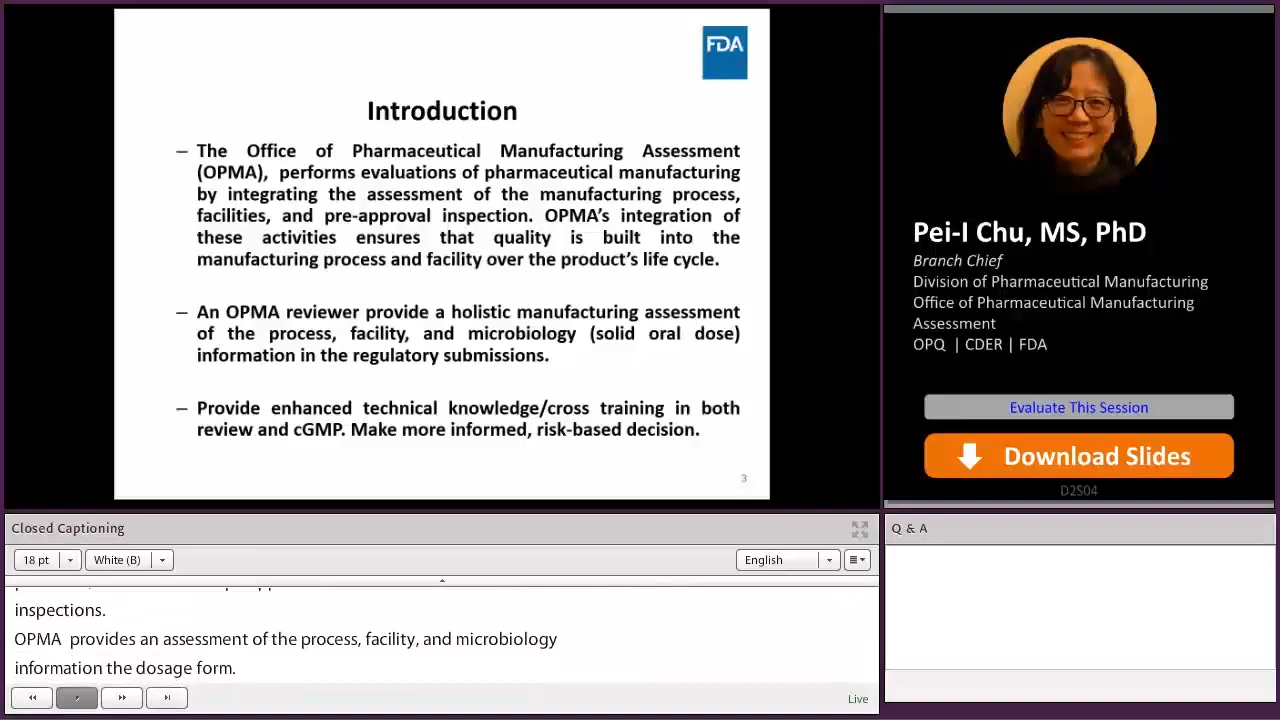 FDA
Introduction
– The Office of Pharmaceutical Manufacturing Assessment
(OPMA), performs evaluations of pharmaceutical manufacturing
by integrating the assessment of the manufacturing process,
facilities, and pre-approval inspection. OPMA’s integration of
these activities ensures that quality is built into the
manufacturing process and facility over the product’s life cycle.
– An OPMA reviewer provide a holistic manufacturing assessment
of the process, facility, and microbiology (solid oral dose)
information in the regulatory submissions.
– Provide enhanced technical knowledge/cross training in both
review and cGMP. Make more informed, risk-based decision.
3
Pei-I Chu, MS, PhD
Branch Chief
Division of Pharmaceutical Manufacturing
Office of Pharmaceutical Manufacturing
Assessment
OPQ | CDER | FDA
Evaluate This Session
Download Slides
D2S04
Closed Captioning
18 pt
White (B)
English
inspections.
OPMA provides an assessment of the process, facility, and microbiology
information the dosage form.
Live
Q & A